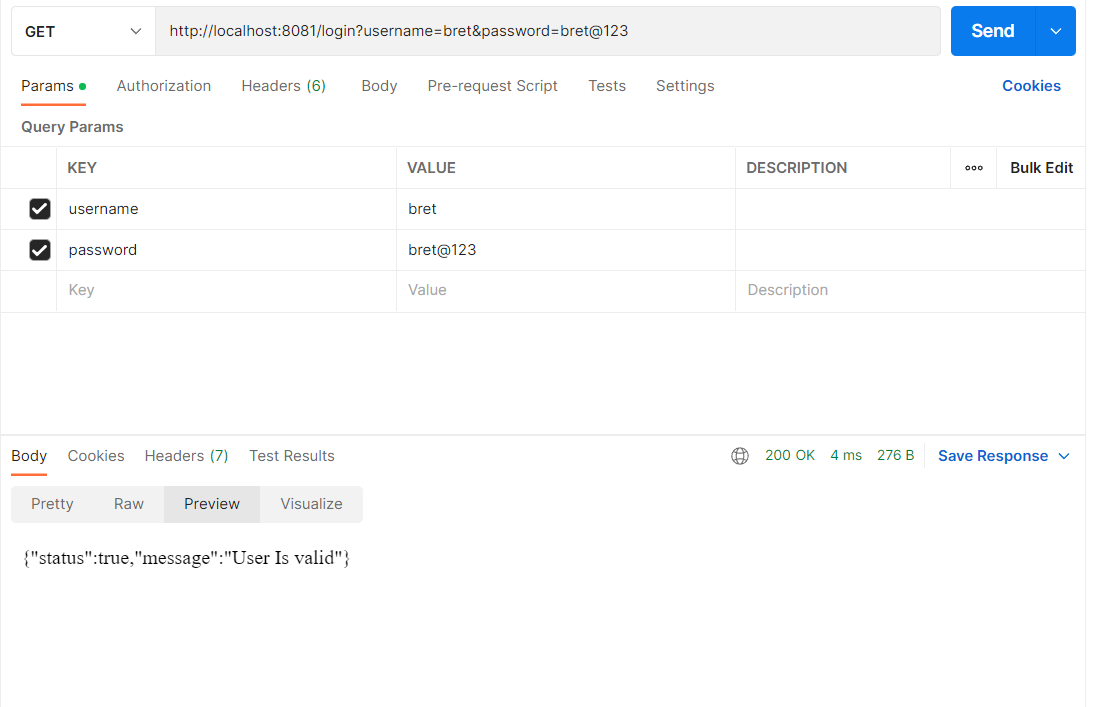 GET http://localhost:8081/login?username=bret&password=bret@123 Send
Params Authorization Headers (6) Body Pre-request Script Tests Settings Cookies
Query Params
KEY VALUE DESCRIPTION ooo Bulk Edit
username bret
password bret@123
Key Value Description
Body Cookies Headers (7) Test Results 200 OK 4 ms 276 B Save Response
Pretty Raw Preview Visualize
{"status":true,"message":"User Is valid"}